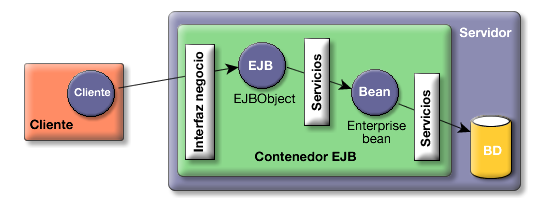 Servidor
Cliente
Cliente
Interfaz negocio
EJB
EJBObject
Servicios
Bean
Enterprise
bean
Servicios
BD
Contenedor EJB